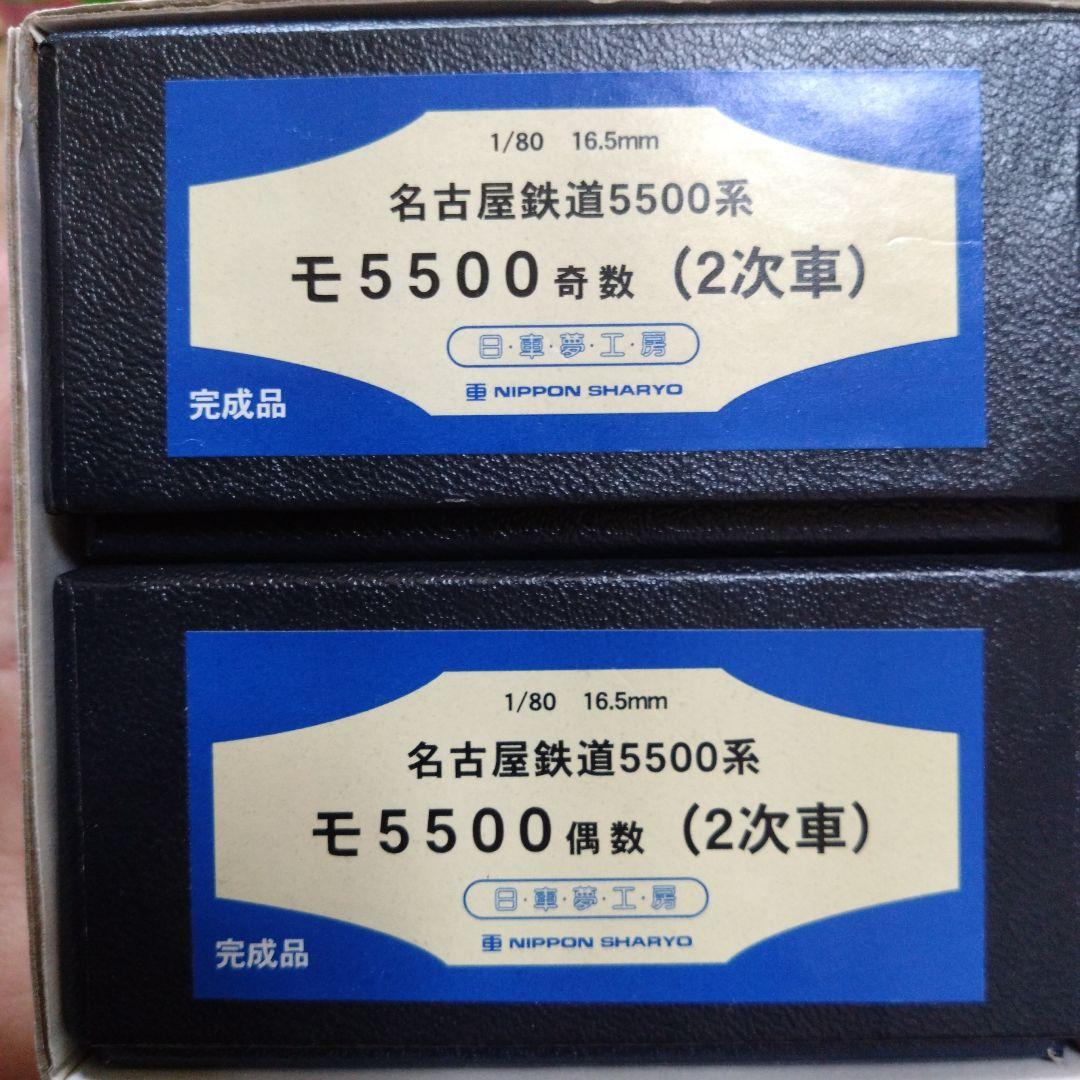 1/80 16.5mm
名古屋鉄道5500系
モ5500奇数（2次車）
日・車・夢・工・房
NIPPON SHARYO
完成品
1/80 16.5mm
名古屋鉄道5500系
モ5500偶数（2次車）
日・車・夢・工・房
NIPPON SHARYO
完成品